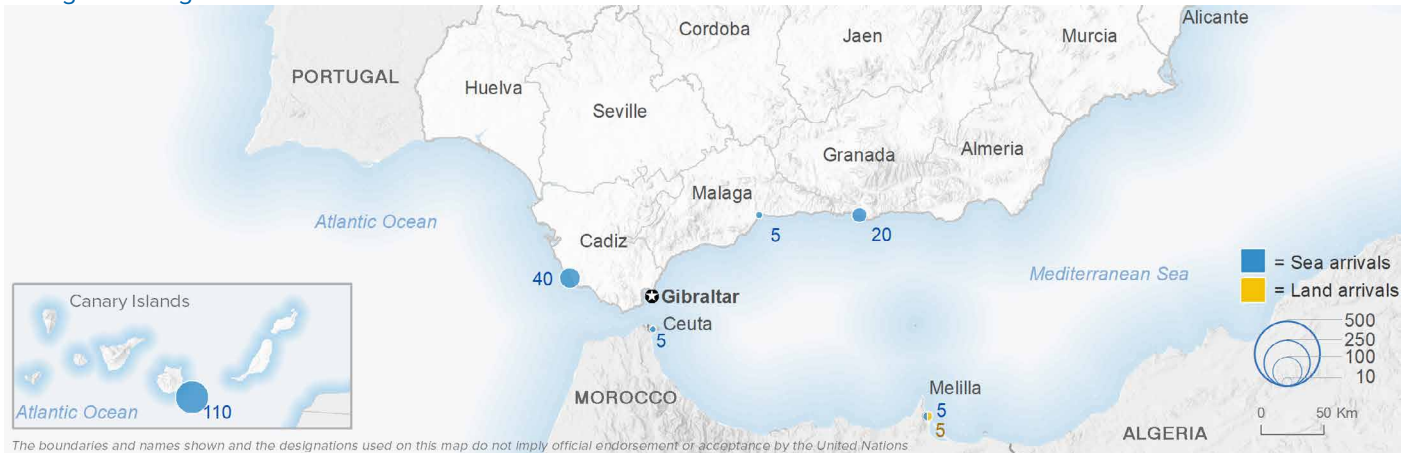 Alicante
Cordoba
Jaen
Murcia
PORTUGAL
Huelva
Seville
Granada
Almeria
Malaga
Atlantic Ocean
5
20
Cadiz
Mediterranean Sea
40
= Sea arrivals
= Land arrivals
Gibraltar
Ceuta
5
Canary Islands
500
250
100
10
Melilla
5
5
MOROCCO
Atlantic Ocean
110
0 50 Km
ALGERIA
The boundaries and names shown and the designations used on this map do not imply official endorsement or acceptance by the United Nations